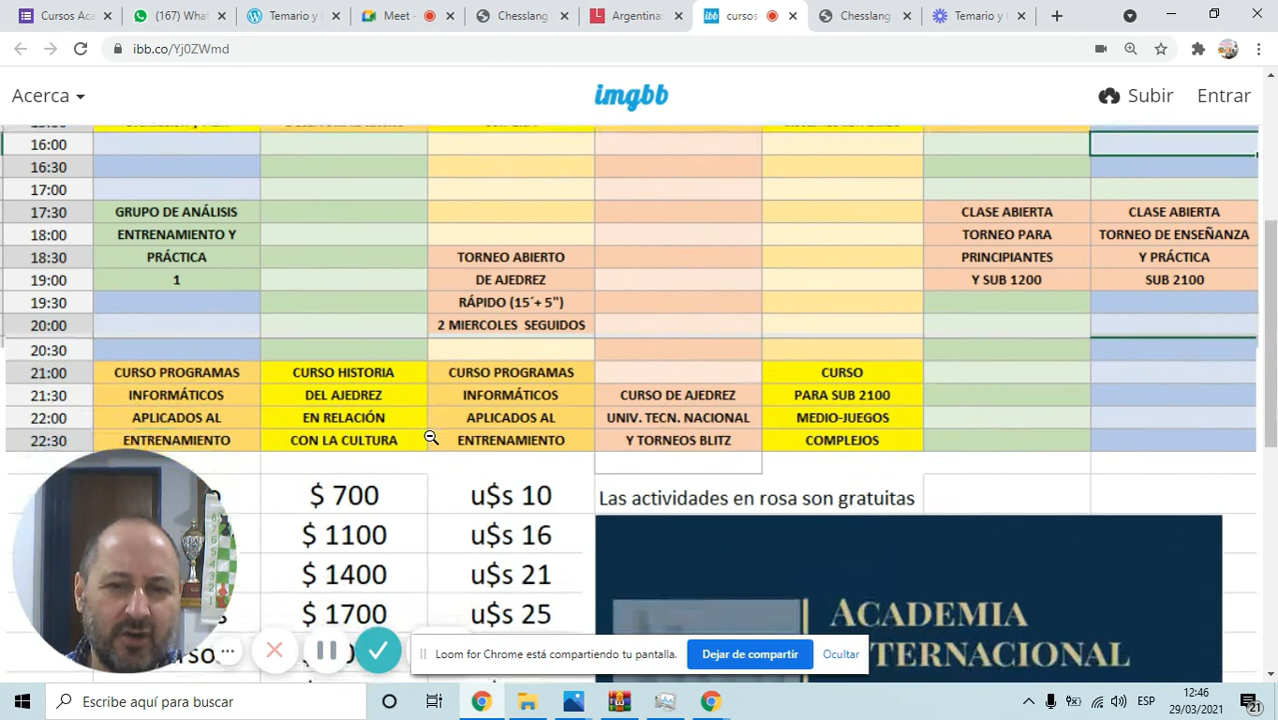 Cursos Aca
(167) What
Temario y
Meet -
Chesslang
Argentina:
cursos
Chesslang
Temario y
ibb.co/Yj0ZWmd
Acerca
imgbb
Subir
Entrar
16:00
16:30
17:00
17:30 GRUPO DE ANÁLISIS CLASE ABIERTA CLASE ABIERTA
18:00 ENTRENAMIENTO Y TORNEO PARA TORNEO DE ENSEÑANZA
18:30 PRÁCTICA TORNEO ABIERTO PRINCIPIANTES Y PRÁCTICA
19:00 1 DE AJEDREZ Y SUB 1200 SUB 2100
19:30 RÁPIDO (15´+ 5")
20:00 2 MIERCOLES SEGUIDOS
20:30
21:00 CURSO PROGRAMAS CURSO HISTORIA CURSO PROGRAMAS CURSO
21:30 INFORMÁTICOS DEL AJEDREZ INFORMÁTICOS CURSO DE AJEDREZ PARA SUB 2100
22:00 APLICADOS AL EN RELACIÓN APLICADOS AL UNIV. TECN. NACIONAL MEDIO-JUEGOS
22:30 ENTRENAMIENTO CON LA CULTURA ENTRENAMIENTO Y TORNEOS BLITZ COMPLEJOS
$ 700 u$s 10 Las actividades en rosa son gratuitas
$ 1100 u$s 16
$ 1400 u$s 21
$ 1700 u$s 25
ACADEMIA
Loom for Chrome está compartiendo tu pantalla. Dejar de compartir Ocultar
Escribe aquí para buscar
ESP
12:46
29/03/2021
21